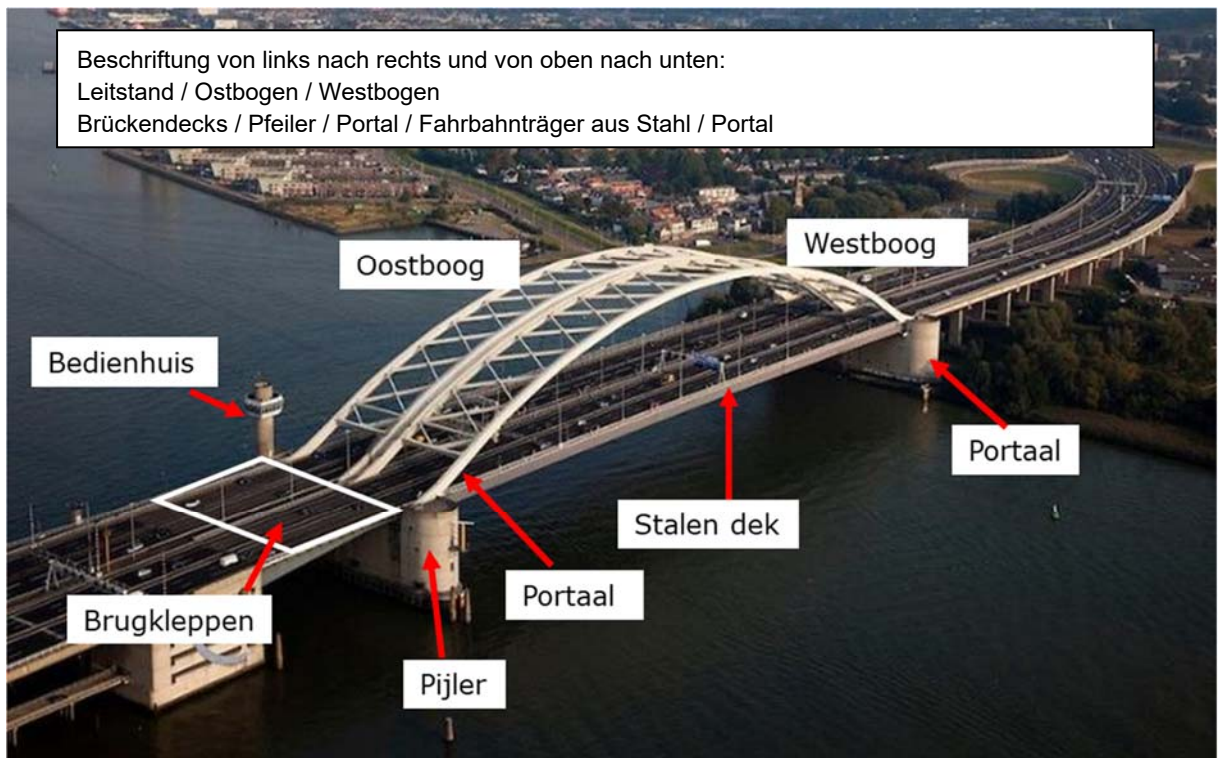 Beschriftung von links nach rechts und von oben nach unten:
Leitstand / Ostbogen / Westbogen
Brückendecks / Pfeiler / Portal / Fahrbahnträger aus Stahl / Portal
Westboog
Oostboog
Bedienhuis
Portaal
Stalen dek
Portaal
Brugkleppen
Pijler